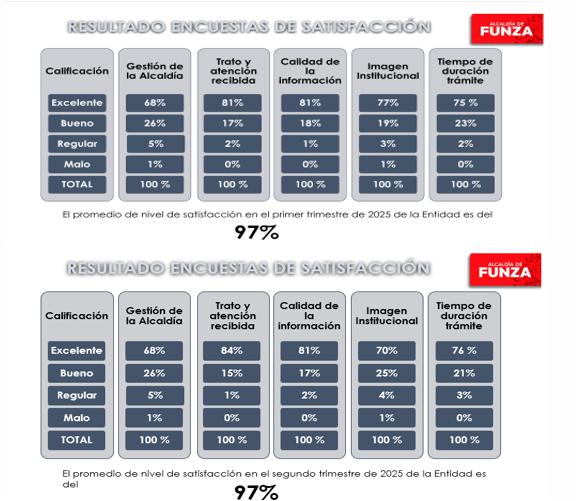 RESULTADO ENCUESTAS DE SATISFACCIÓN
ALCALDÍA DE
FUNZA
Calificación Gestión de la Alcaldía Trato y atención recibida Calidad de la información Imagen Institucional Tiempo de duración trámite
Excelente 68% 81% 81% 77% 75 %
Bueno 26% 17% 18% 19% 23%
Regular 5% 2% 1% 3% 2%
Malo 1% 0% 0% 1% 0%
TOTAL 100 % 100 % 100 % 100 % 100 %
El promedio de nivel de satisfacción en el primer trimestre de 2025 de la Entidad es del
97%
RESULTADO ENCUESTAS DE SATISFACCIÓN
ALCALDÍA DE
FUNZA
Calificación Gestión de la Alcaldía Trato y atención recibida Calidad de la información Imagen Institucional Tiempo de duración trámite
Excelente 68% 84% 81% 70% 76 %
Bueno 26% 15% 17% 25% 21%
Regular 5% 1% 2% 4% 3%
Malo 1% 0% 0% 1% 0%
TOTAL 100 % 100 % 100 % 100 % 100 %
El promedio de nivel de satisfacción en el segundo trimestre de 2025 de la Entidad es
del
97%